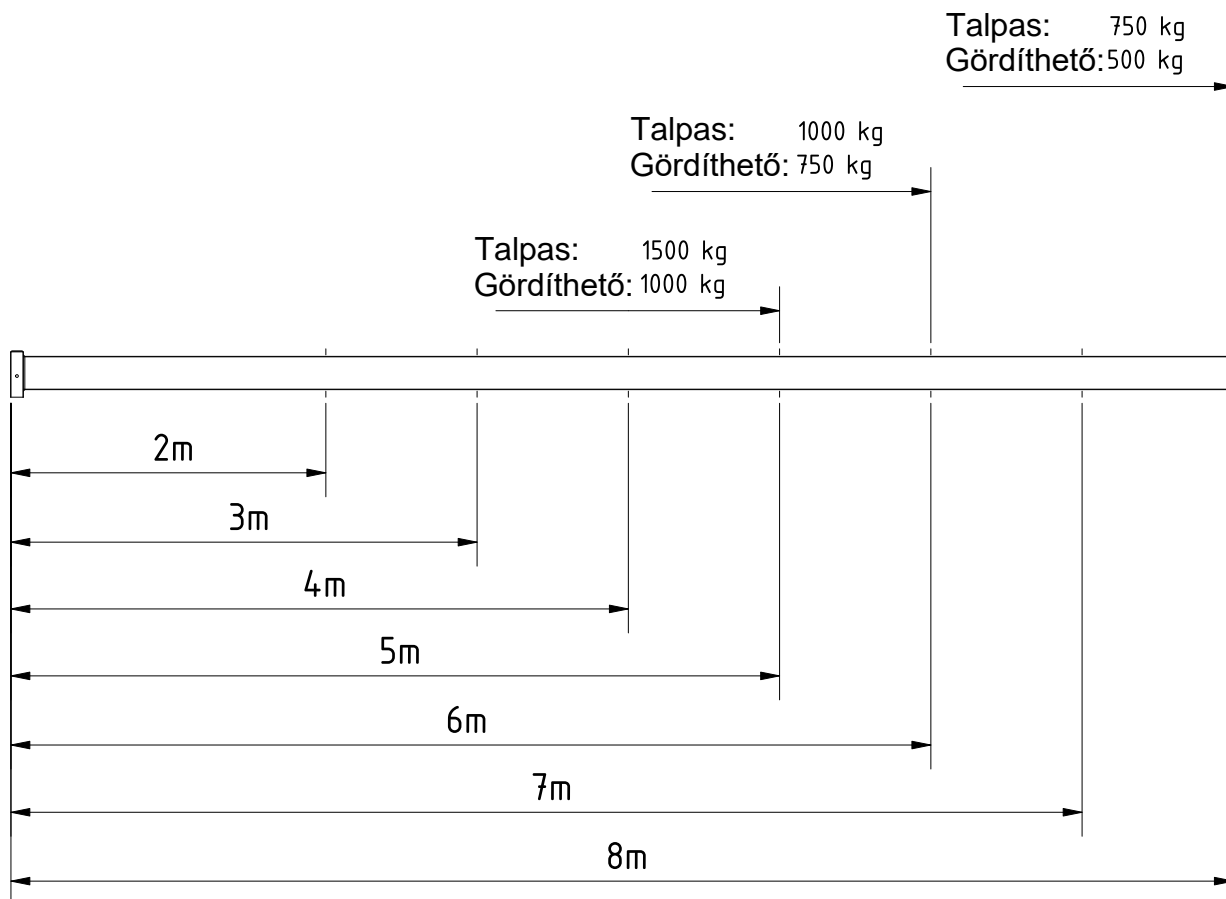 Talpas: 750 kg
Gördíthető: 500 kg
Talpas: 1000 kg
Gördíthető: 750 kg
Talpas: 1500 kg
Gördíthető: 1000 kg
2m
3m
4m
5m
6m
7m
8m